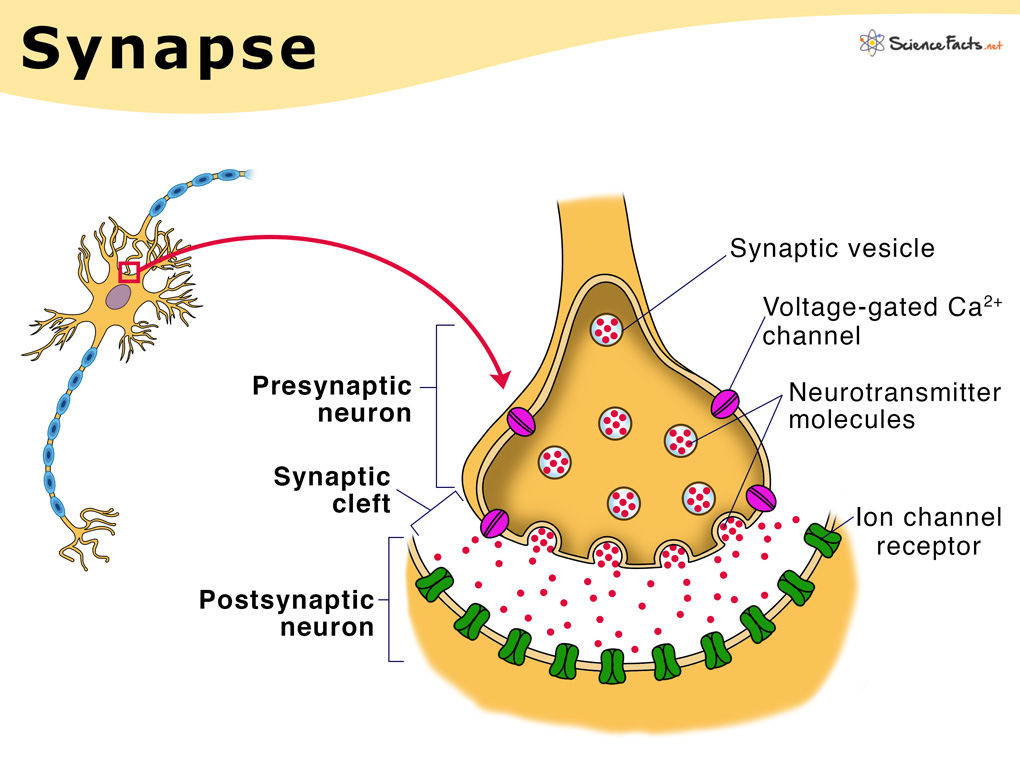 Synapse
ScienceFacts.net
Synaptic vesicle
Voltage-gated Ca²⁺
channel
Presynaptic
neuron
Neurotransmitter
molecules
Synaptic
cleft
Ion channel
receptor
Postsynaptic
neuron